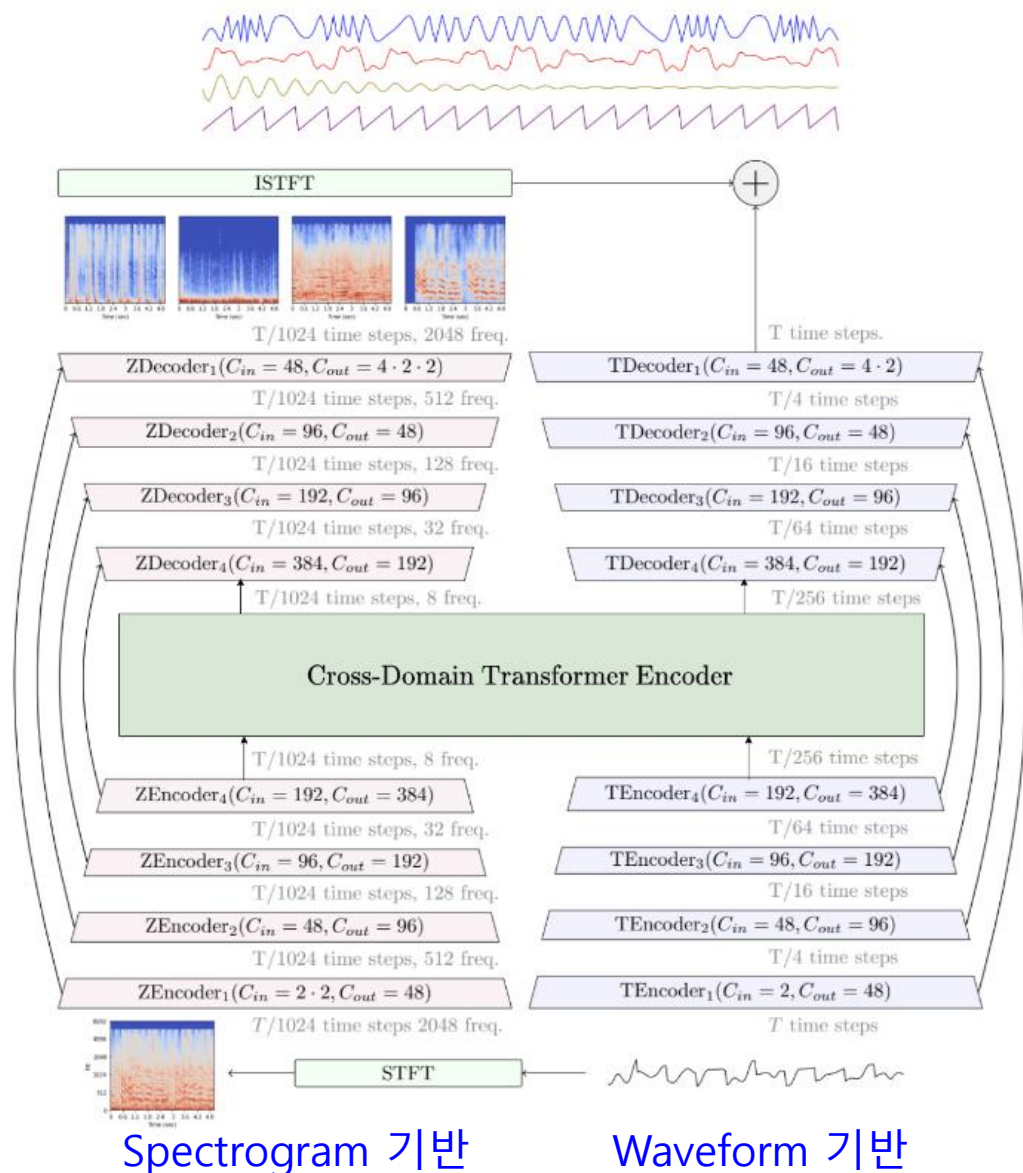 ISTFT
T/1024 time steps, 2048 freq.
T time steps.
ZDecoder₁(C_in = 48, C_out = 4 · 2 · 2)
TDecoder₁(C_in = 48, C_out = 4 · 2)
T/1024 time steps, 512 freq.
T/4 time steps
ZDecoder₂(C_in = 96, C_out = 48)
TDecoder₂(C_in = 96, C_out = 48)
T/1024 time steps, 128 freq.
T/16 time steps
ZDecoder₃(C_in = 192, C_out = 96)
TDecoder₃(C_in = 192, C_out = 96)
T/1024 time steps, 32 freq.
T/64 time steps
ZDecoder₄(C_in = 384, C_out = 192)
TDecoder₄(C_in = 384, C_out = 192)
T/1024 time steps, 8 freq.
T/256 time steps
Cross-Domain Transformer Encoder
T/1024 time steps, 8 freq.
T/256 time steps
ZEncoder₄(C_in = 192, C_out = 384)
TEncoder₄(C_in = 192, C_out = 384)
T/1024 time steps, 32 freq.
T/64 time steps
ZEncoder₃(C_in = 96, C_out = 192)
TEncoder₃(C_in = 96, C_out = 192)
T/1024 time steps, 128 freq.
T/16 time steps
ZEncoder₂(C_in = 48, C_out = 96)
TEncoder₂(C_in = 48, C_out = 96)
T/1024 time steps, 512 freq.
T/4 time steps
ZEncoder₁(C_in = 2 · 2, C_out = 48)
TEncoder₁(C_in = 2, C_out = 48)
T/1024 time steps 2048 freq.
T time steps
STFT
Spectrogram 기반
Waveform 기반